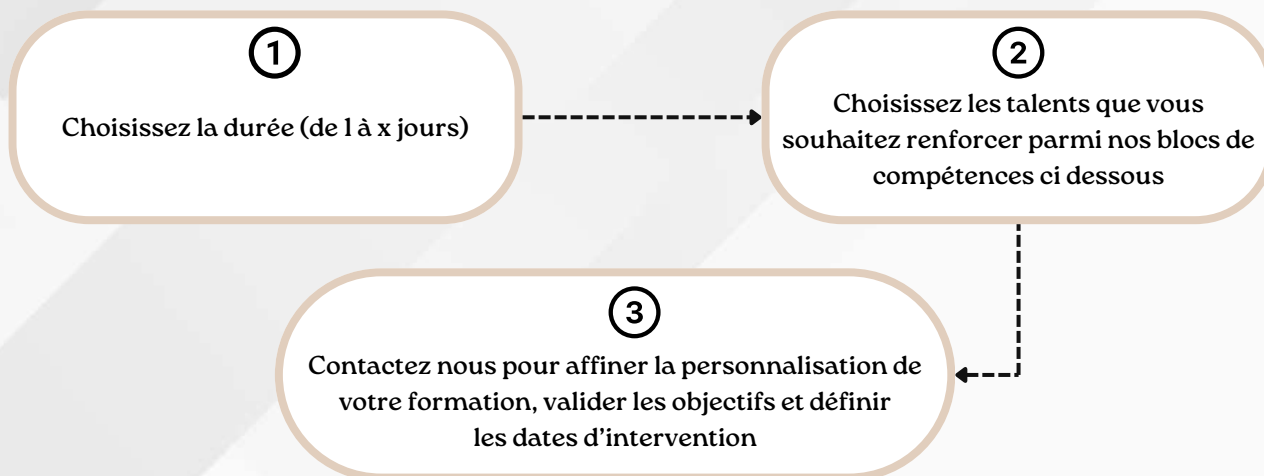 1
Choisissez la durée (de 1 à x jours)
2
Choisissez les talents que vous
souhaitez renforcer parmi nos blocs de
compétences ci dessous
3
Contactez nous pour affiner la personnalisation de
votre formation, valider les objectifs et définir
les dates d’intervention